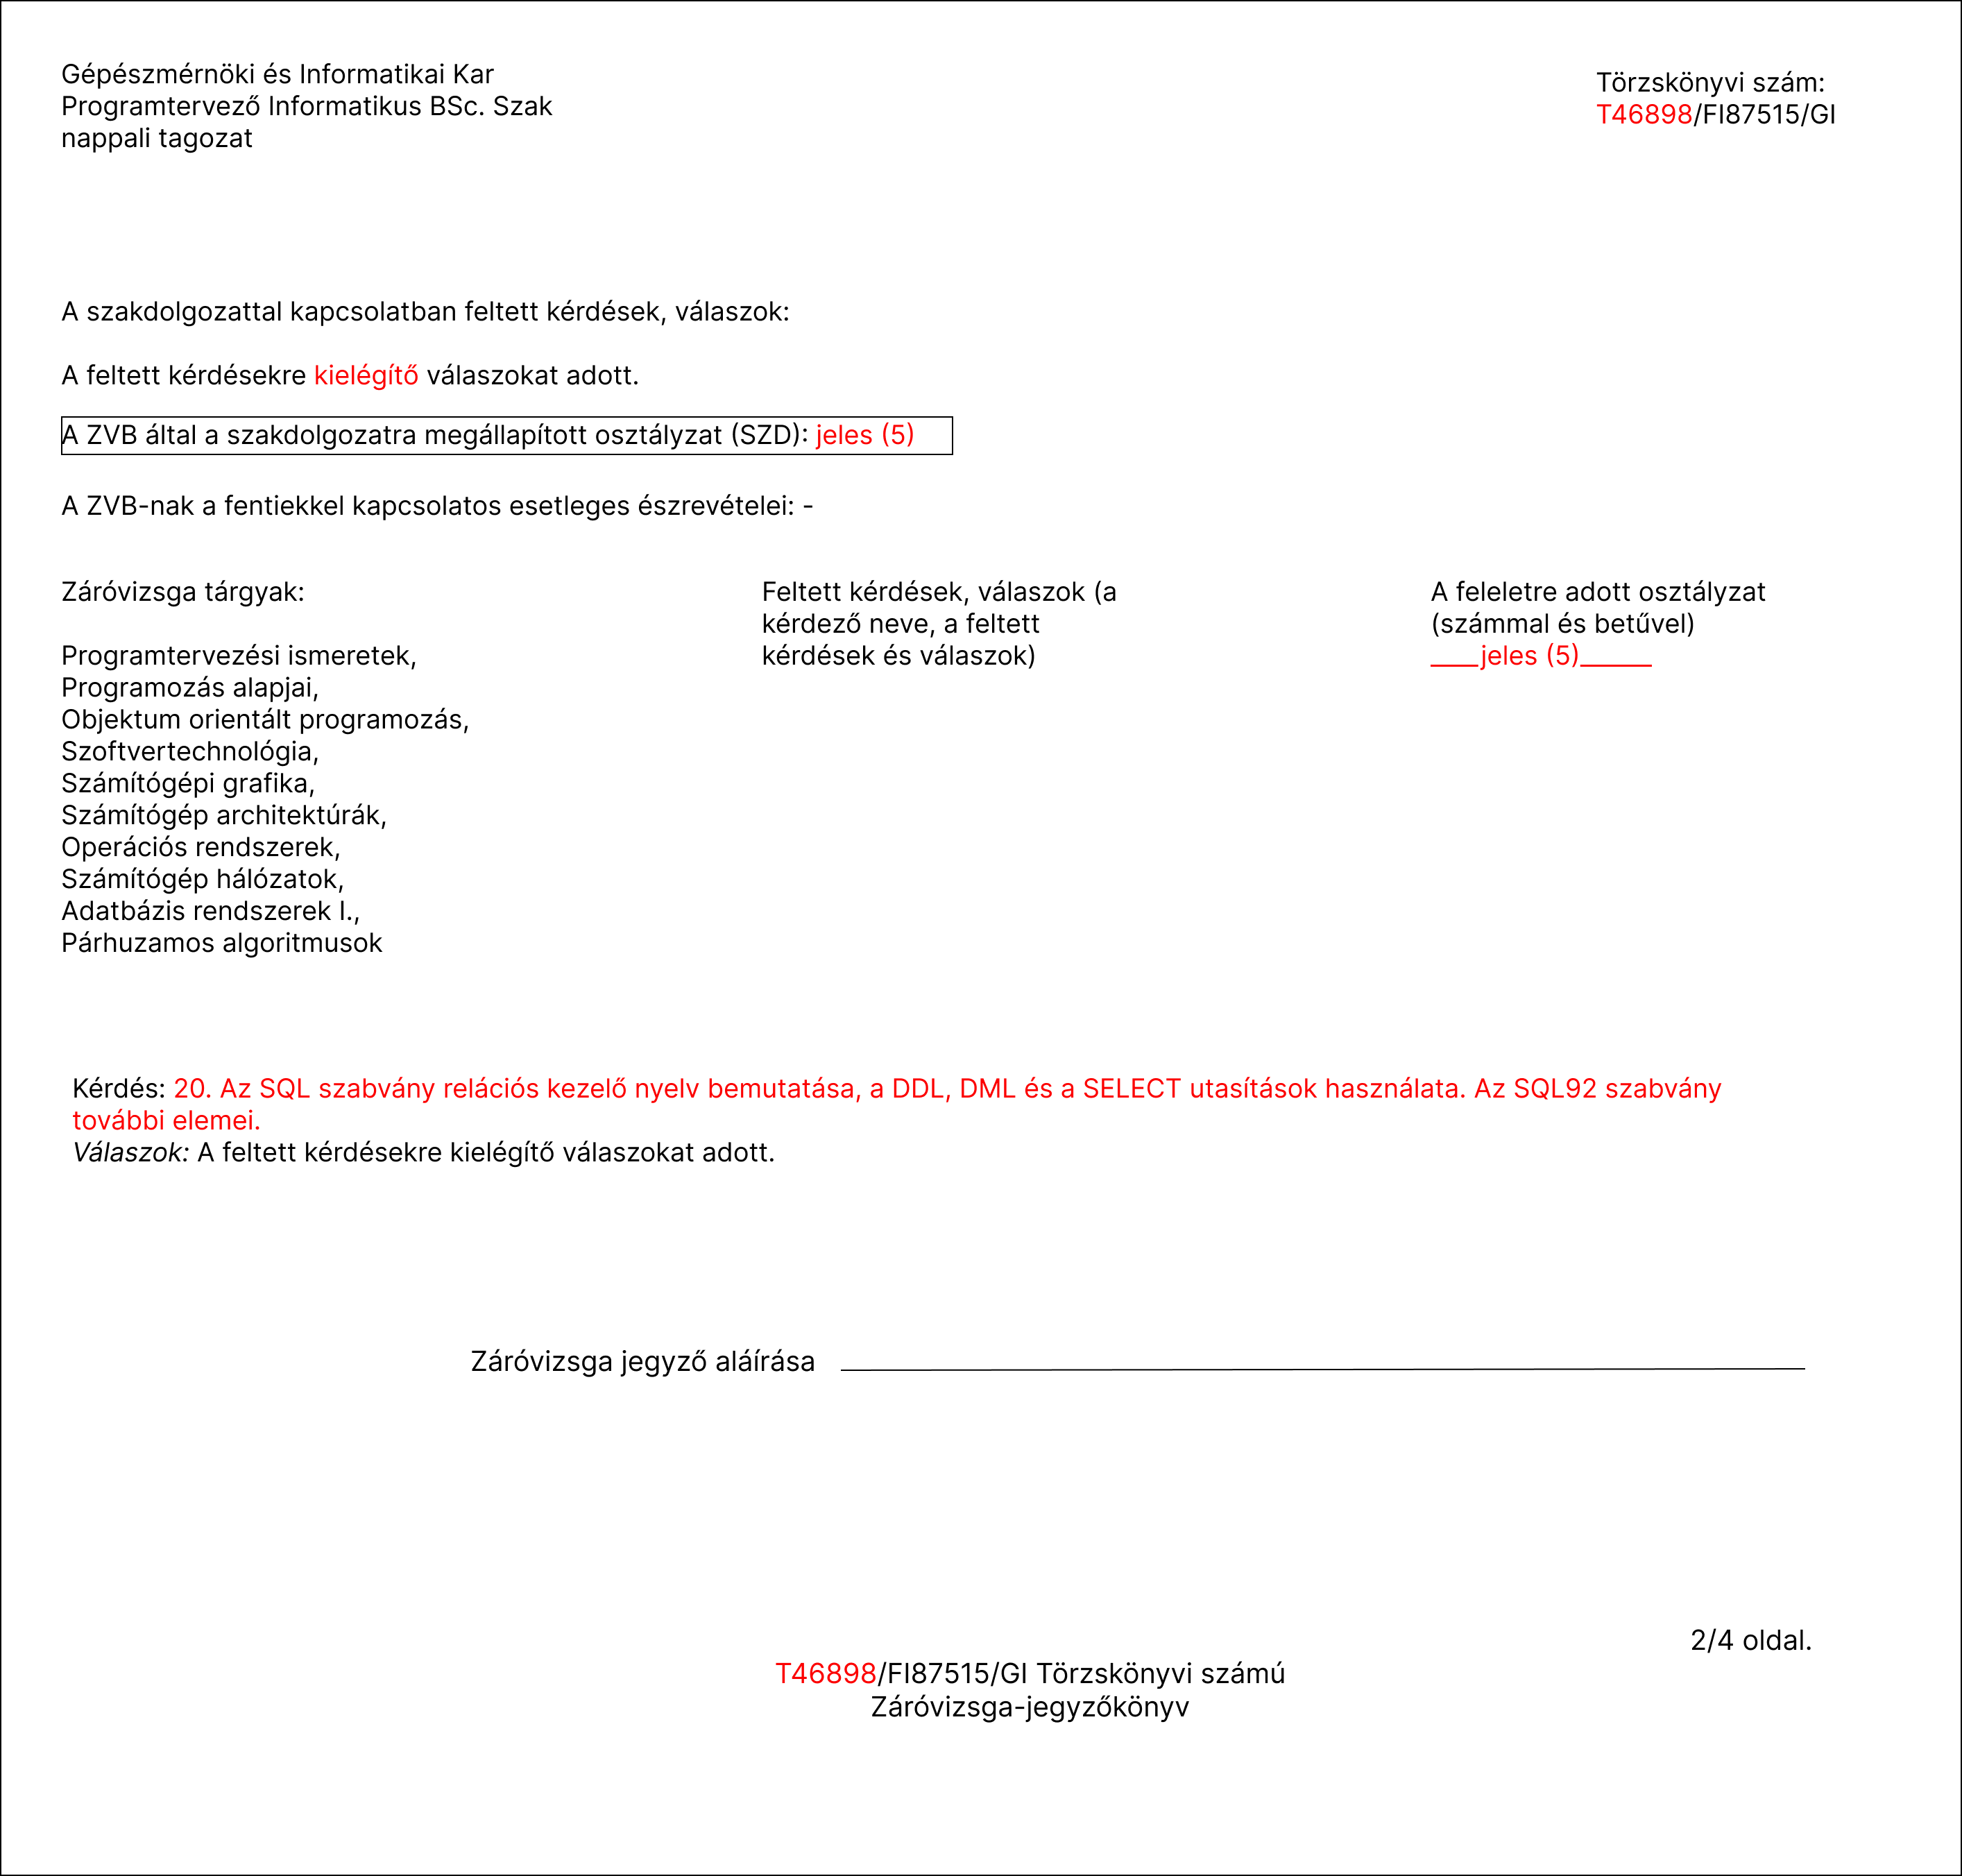 Gépészmérnöki és Informatikai Kar
Programtervező Informatikus BSc. Szak
nappali tagozat
Törzskönyvi szám:
T46898/FI87515/GI
A szakdolgozattal kapcsolatban feltett kérdések, válaszok:
A feltett kérdésekre kielégítő válaszokat adott.
A ZVB által a szakdolgozatra megállapított osztályzat (SZD): jeles (5)
A ZVB-nak a fentiekkel kapcsolatos esetleges észrevételei: -
Záróvizsga tárgyak:
Programtervezési ismeretek,
Programozás alapjai,
Objektum orientált programozás,
Szoftvertechnológia,
Számítógépi grafika,
Számítógép architektúrák,
Operációs rendszerek,
Számítógép hálózatok,
Adatbázis rendszerek I.,
Párhuzamos algoritmusok
Feltett kérdések, válaszok (a
kérdező neve, a feltett
kérdések és válaszok)
A feleletre adott osztályzat
(számmal és betűvel)
____jeles (5)______
Kérdés: 20. Az SQL szabvány relációs kezelő nyelv bemutatása, a DDL, DML és a SELECT utasítások használata. Az SQL92 szabvány
további elemei.
Válaszok: A feltett kérdésekre kielégítő válaszokat adott.
Záróvizsga jegyző aláírása
2/4 oldal.
T46898/FI87515/GI Törzskönyvi számú
Záróvizsga-jegyzőkönyv